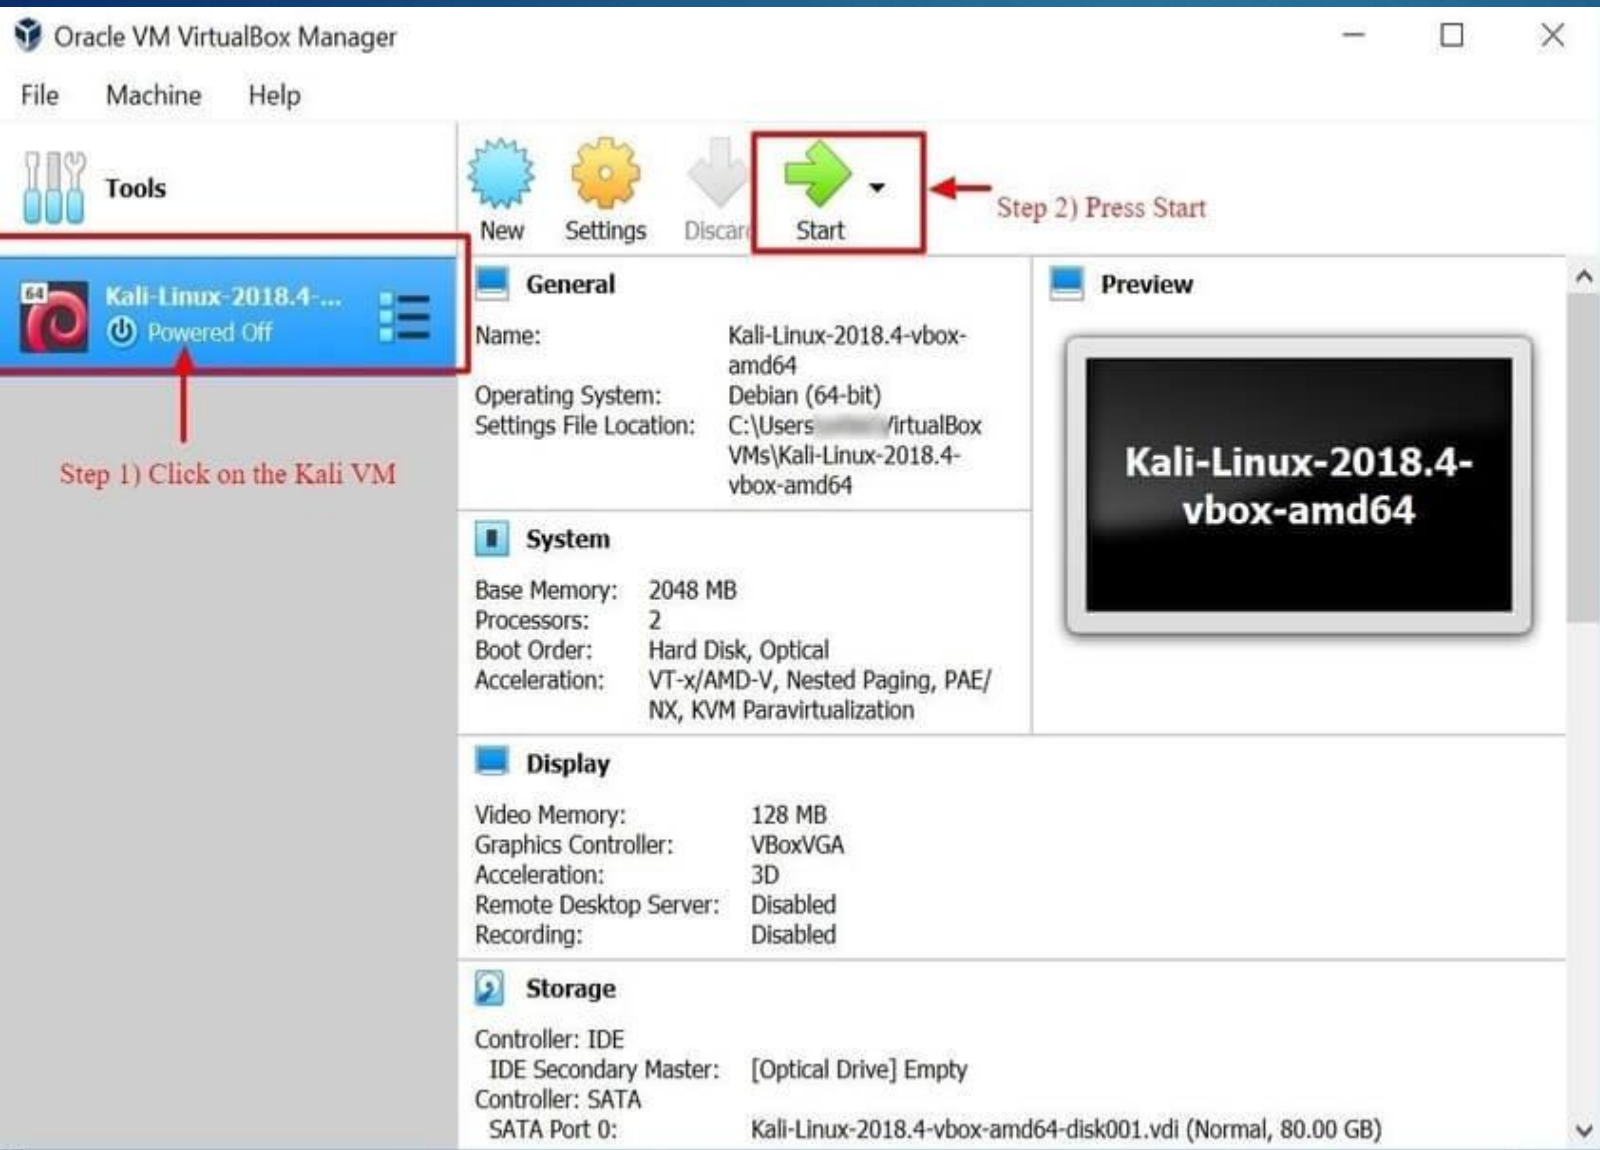 Oracle VM VirtualBox Manager
File Machine Help
Tools
New Settings Discard Start
Step 2) Press Start
64
Kali-Linux-2018.4-...
Powered Off
Step 1) Click on the Kali VM
General
Name: Kali-Linux-2018.4-vbox-
amd64
Operating System: Debian (64-bit)
Settings File Location: C:\Users VirtualBox
VMs\Kali-Linux-2018.4-
vbox-amd64
Preview
Kali-Linux-2018.4-
vbox-amd64
System
Base Memory: 2048 MB
Processors: 2
Boot Order: Hard Disk, Optical
Acceleration: VT-x/AMD-V, Nested Paging, PAE/
NX, KVM Paravirtualization
Display
Video Memory: 128 MB
Graphics Controller: VBoxVGA
Acceleration: 3D
Remote Desktop Server: Disabled
Recording: Disabled
Storage
Controller: IDE
IDE Secondary Master: [Optical Drive] Empty
Controller: SATA
SATA Port 0: Kali-Linux-2018.4-vbox-amd64-disk001.vdi (Normal, 80.00 GB)